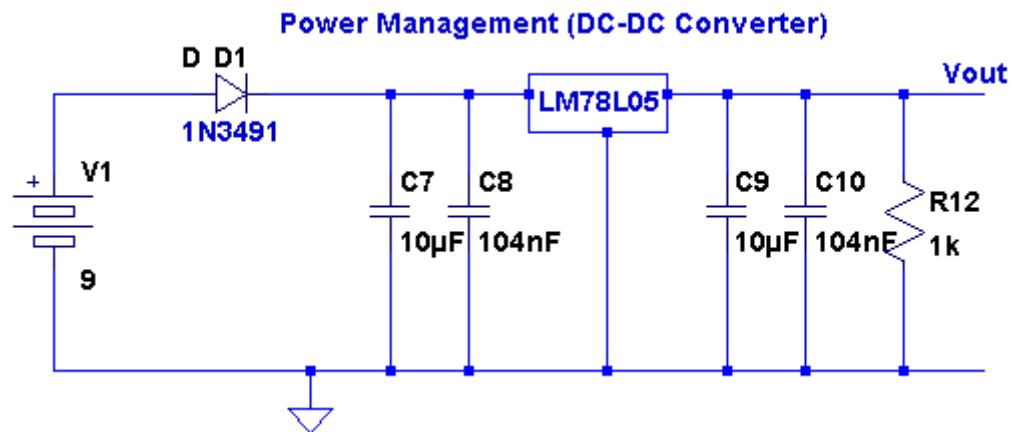 Power Management (DC-DC Converter)
D D1
1N3491
LM78L05
Vout
+
V1
9
C7
10µF
C8
104nF
C9
10µF
C10
104nF
R12
1k